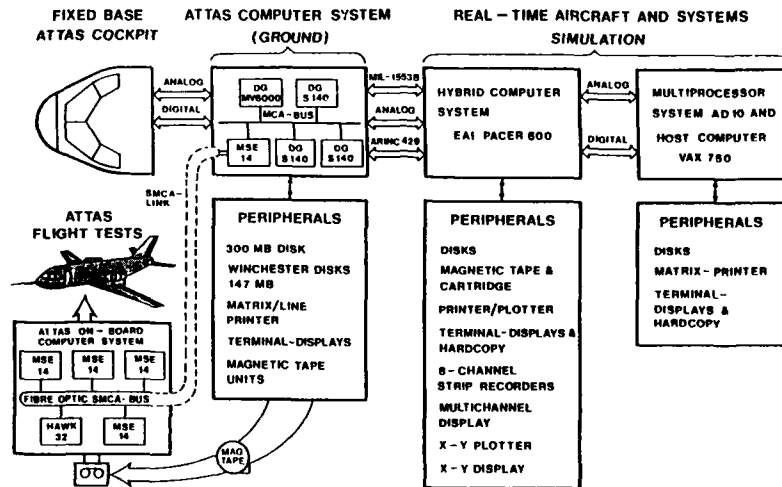 FIXED BASE
ATTAS COCKPIT
ATTAS COMPUTER SYSTEM
(GROUND)
REAL - TIME AIRCRAFT AND SYSTEMS
SIMULATION
ANALOG
DIGITAL
DG
MV6000
DG
S140
MCA-BUS
MSE
14
DG
S140
DG
S140
MIL-1553B
ANALOG
ARINC 429
HYBRID COMPUTER
SYSTEM
EAI PACER 600
ANALOG
DIGITAL
MULTIPROCESSOR
SYSTEM AD10 AND
HOST COMPUTER
VAX 750
SMCA-
LINK
ATTAS
FLIGHT TESTS
ATTAS ON-BOARD
COMPUTER SYSTEM
MSE
14
MSE
14
MSE
14
FIBRE OPTIC SMCA-BUS
HAWK
32
MSE
14
PERIPHERALS
300 MB DISK
WINCHESTER DISKS
147 MB
MATRIX/LINE
PRINTER
TERMINAL-DISPLAYS
MAGNETIC TAPE
UNITS
MAG
TAPE
PERIPHERALS
DISKS
MAGNETIC TAPE &
CARTRIDGE
PRINTER/PLOTTER
TERMINAL-DISPLAYS &
HARDCOPY
8-CHANNEL
STRIP RECORDERS
MULTICHANNEL
DISPLAY
X-Y PLOTTER
X-Y DISPLAY
PERIPHERALS
DISKS
MATRIX-PRINTER
TERMINAL-
DISPLAYS &
HARDCOPY